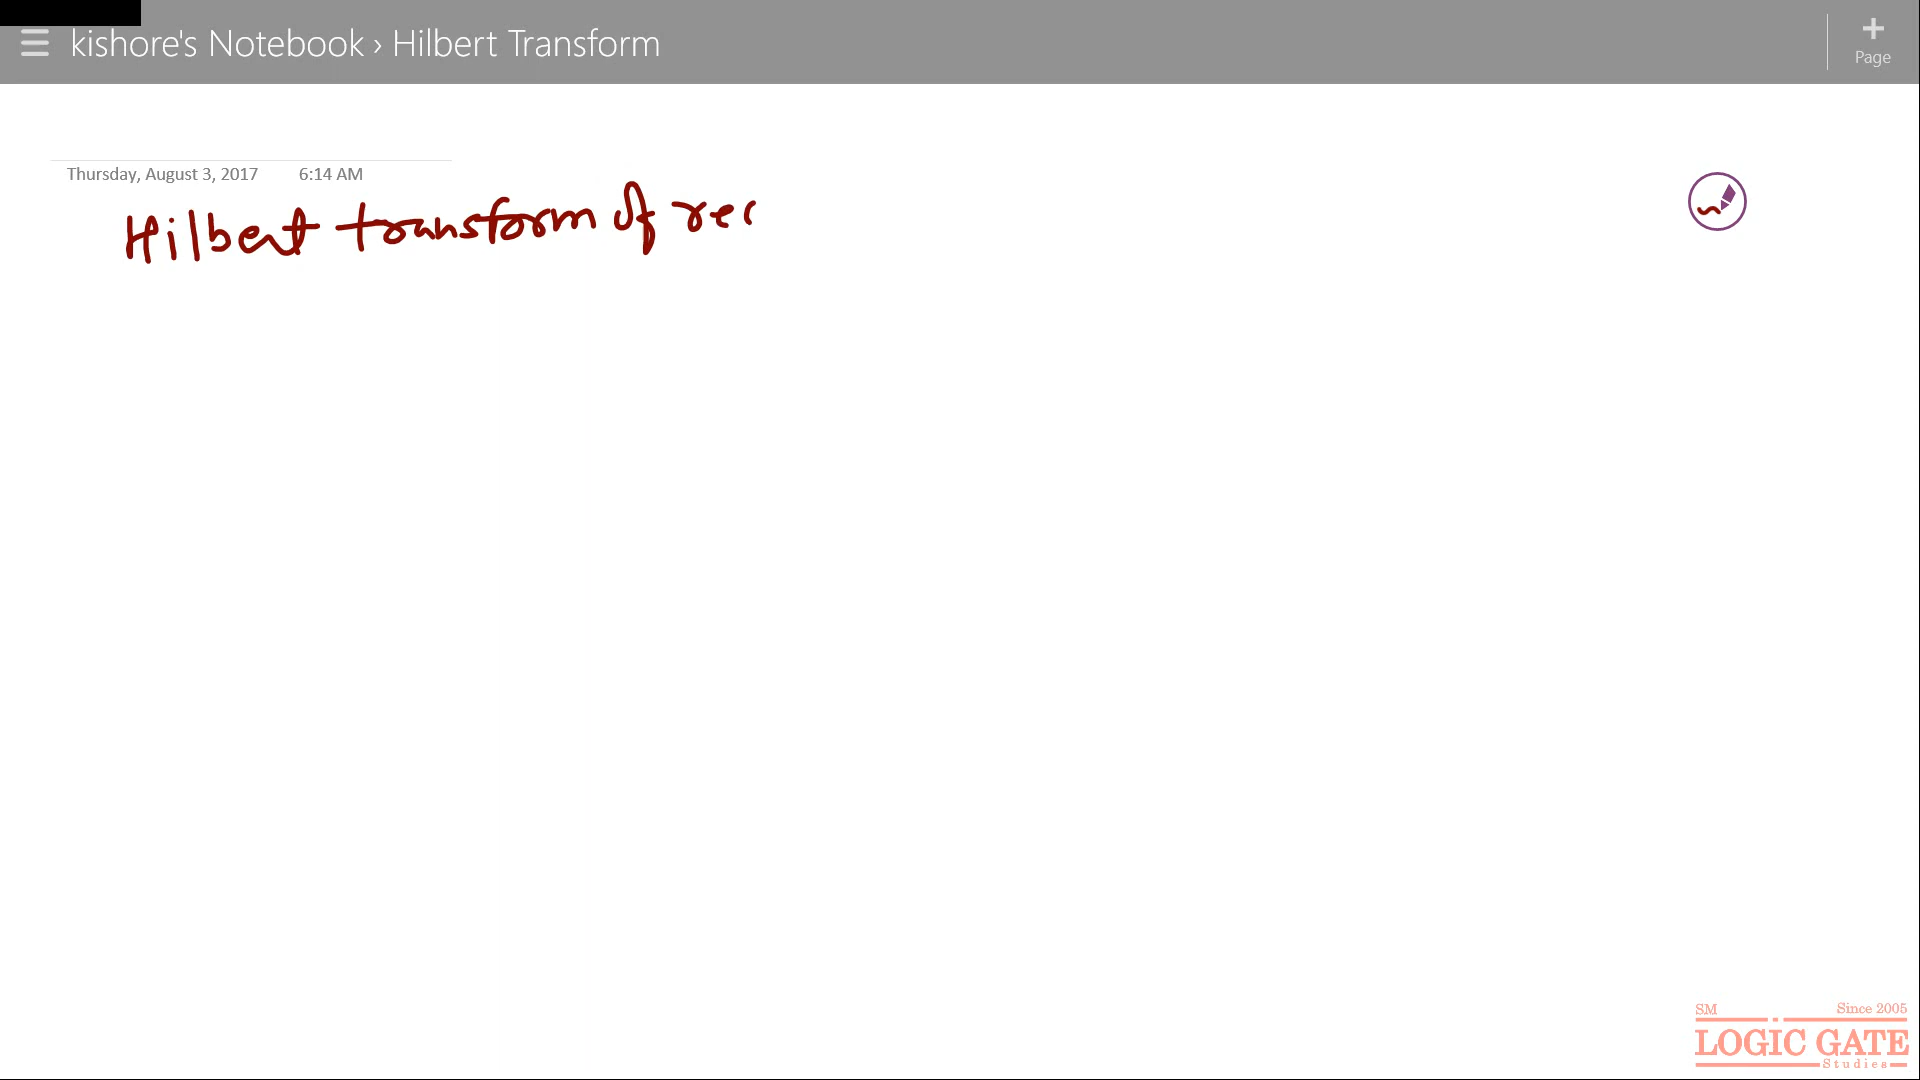 kishore's Notebook › Hilbert Transform
Page
Thursday, August 3, 2017 6:14 AM
Hilbert transform of rec
SM Since 2005
LOGIC GATE
Studies